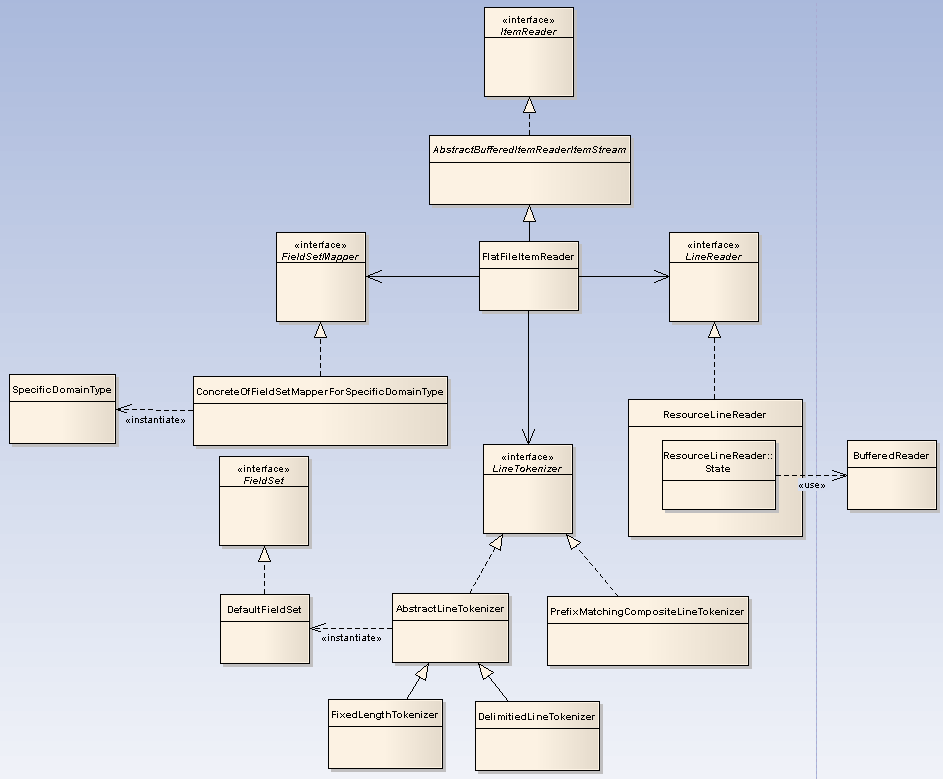 «interface»
ItemReader
AbstractBufferedItemReaderItemStream
«interface»
FieldSetMapper
FlatFileItemReader
«interface»
LineReader
SpecificDomainType
«instantiate»
ConcreteOfFieldSetMapperForSpecificDomainType
ResourceLineReader
ResourceLineReader::
State
«use»
BufferedReader
«interface»
FieldSet
«interface»
LineTokenizer
DefaultFieldSet
«instantiate»
AbstractLineTokenizer
PrefixMatchingCompositeLineTokenizer
FixedLengthTokenizer
DelimitiedLineTokenizer